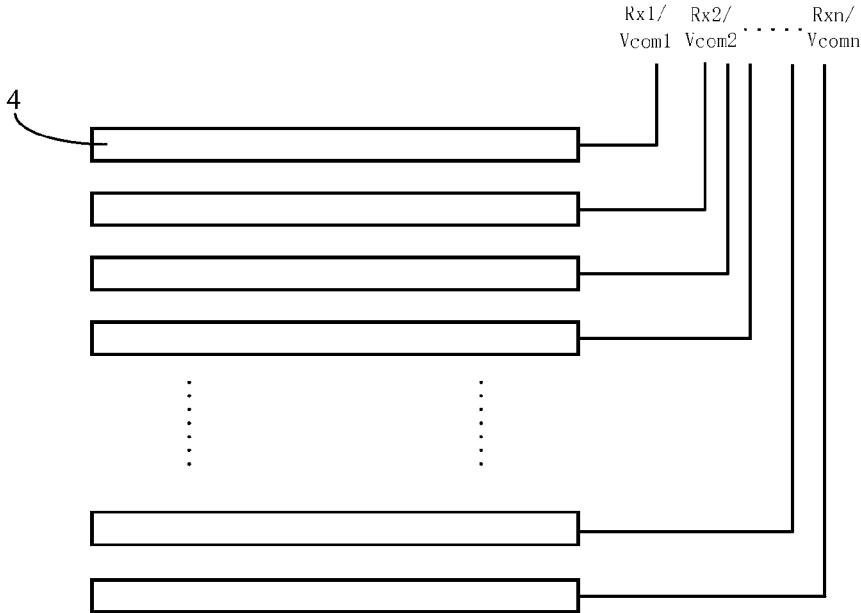 Rx1/ Rx2/ Rxn/
Vcom1 Vcom2 ...... Vcomn
4